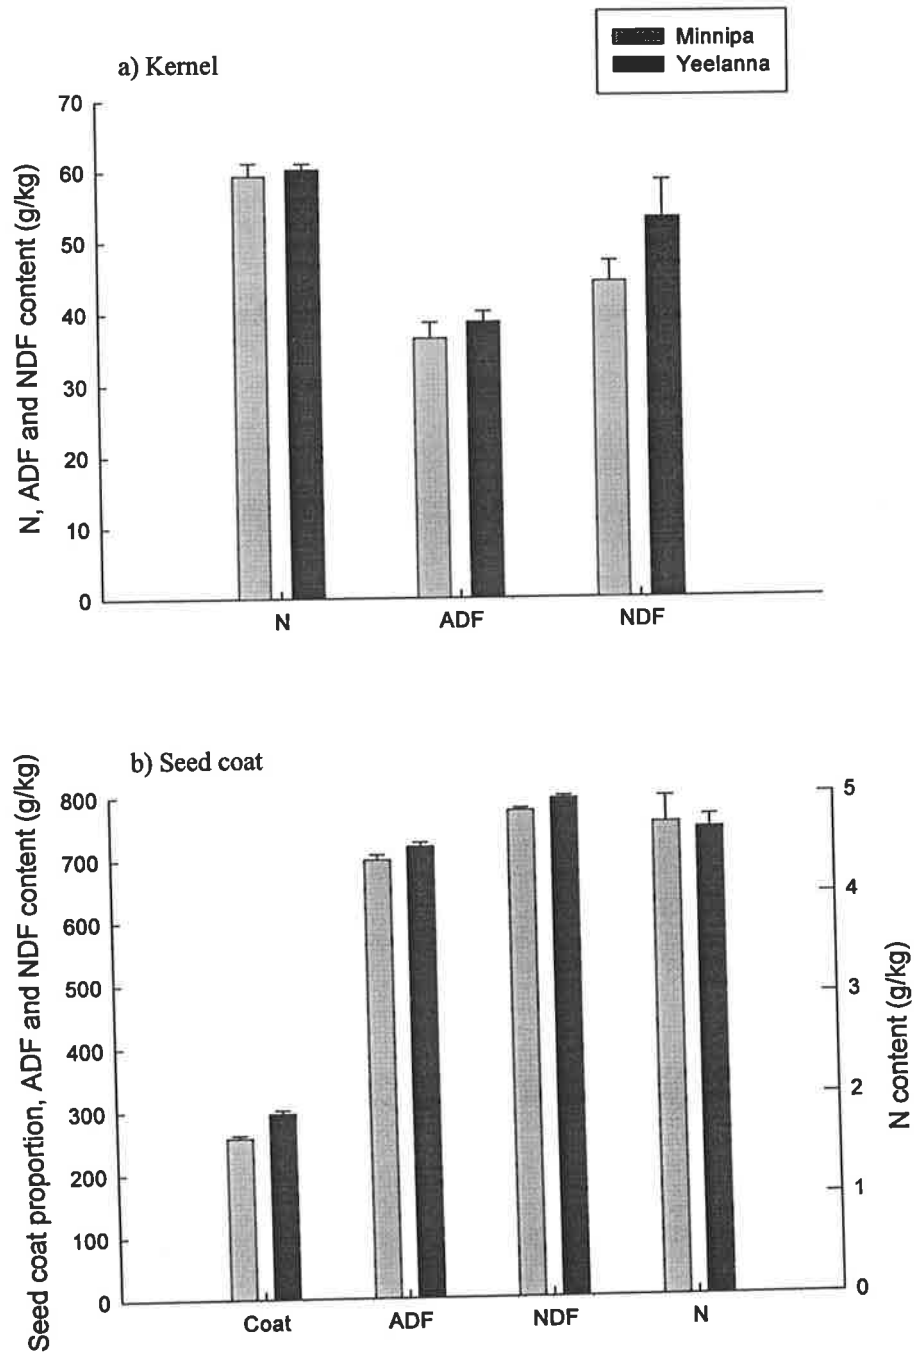 Minnipa
Yeelanna
a) Kernel
N, ADF and NDF content (g/kg)
70
60
50
40
30
20
10
0
N
ADF
NDF
b) Seed coat
Seed coat proportion, ADF and NDF content (g/kg)
800
700
600
500
400
300
200
100
0
5
4
3
2
1
0
N content (g/kg)
Coat
ADF
NDF
N